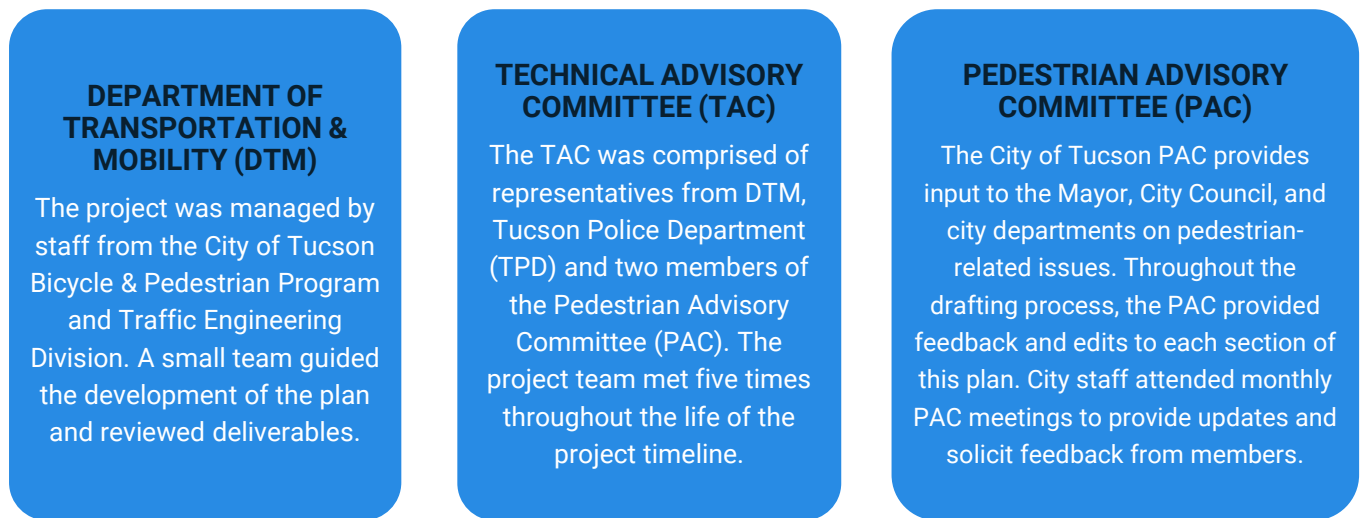 DEPARTMENT OF
TRANSPORTATION &
MOBILITY (DTM)
The project was managed by
staff from the City of Tucson
Bicycle & Pedestrian Program
and Traffic Engineering
Division. A small team guided
the development of the plan
and reviewed deliverables.
TECHNICAL ADVISORY
COMMITTEE (TAC)
The TAC was comprised of
representatives from DTM,
Tucson Police Department
(TPD) and two members of
the Pedestrian Advisory
Committee (PAC). The
project team met five times
throughout the life of the
project timeline.
PEDESTRIAN ADVISORY
COMMITTEE (PAC)
The City of Tucson PAC provides
input to the Mayor, City Council, and
city departments on pedestrian-
related issues. Throughout the
drafting process, the PAC provided
feedback and edits to each section of
this plan. City staff attended monthly
PAC meetings to provide updates and
solicit feedback from members.